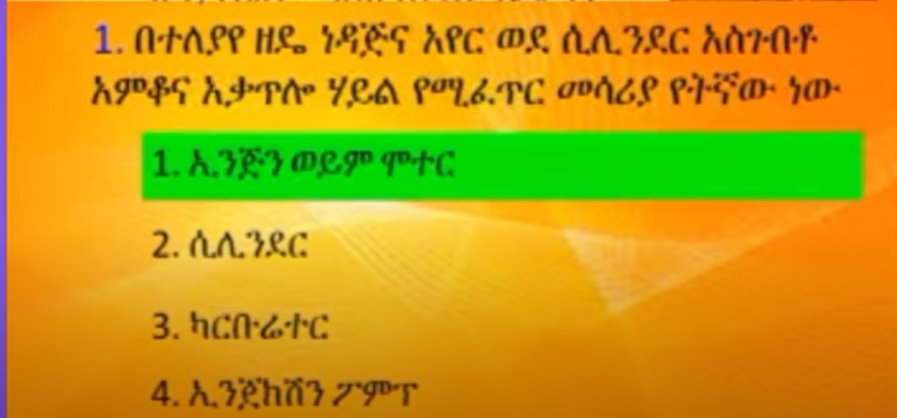 1. በተለያየ ዘዴ ነዳጅና አየር ወደ ሲሊንደር አስገብቶ
አምቆና አቃጥሎ ሃይል የሚፈጥር መሳሪያ የትኛው ነው
1. ኢንጅን ወይም ሞተር
2. ሲሊንደር
3. ካርቡሬተር
4. ኢንጀክሽን ፖምፕ